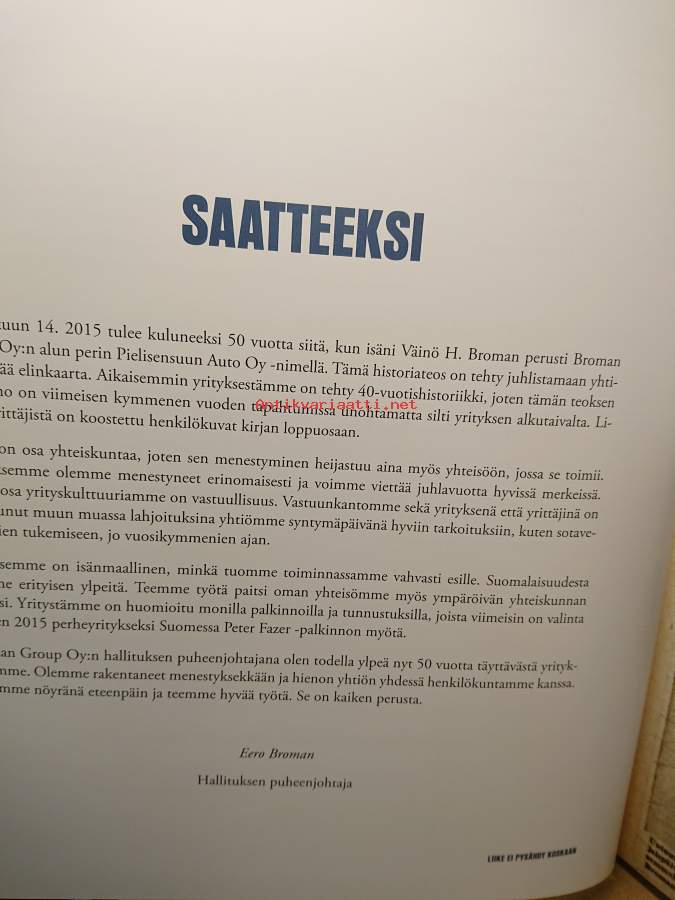 SAATTEEKSI
uun 14. 2015 tulee kuluneeksi 50 vuotta siitä, kun isäni Väinö H. Broman perusti Broman
Oy:n alun perin Pielisensuun Auto Oy -nimellä. Tämä historiateos on tehty juhlistamaan yhti-
ää elinkaarta. Aikaisemmin yrityksestämme on tehty 40-vuotishistoriikki, joten tämän teoksen
no on viimeisen kymmenen vuoden tapahtumissa unohtamatta silti yrityksen alkutaivalta. Li-
antikvariaatti.net
rittäjistä on koostettu henkilökuvat kirjan loppuosaan.
on osa yhteiskuntaa, joten sen menestyminen heijastuu aina myös yhteisöön, jossa se toimii.
semme olemme menestyneet erinomaisesti ja voimme viettää juhlavuotta hyvissä merkeissä.
osa yrityskulttuuriamme on vastuullisuus. Vastuunkantomme sekä yrityksenä että yrittäjinä on
unut muun muassa lahjoituksina yhtiömme syntymäpäivänä hyviin tarkoituksiin, kuten sotave-
ien tukemiseen, jo vuosikymmenien ajan.
semme on isänmaallinen, minkä tuomme toiminnassamme vahvasti esille. Suomalaisuudesta
me erityisen ylpeitä. Teemme työtä paitsi oman yhteisömme myös ympäröivän yhteiskunnan
si. Yritystämme on huomioitu monilla palkinnoilla ja tunnustuksilla, joista viimeisin on valinta
en 2015 perheyritykseksi Suomessa Peter Fazer -palkinnon myötä.
an Group Oy:n hallituksen puheenjohtajana olen todella ylpeä nyt 50 vuotta täyttävästä yrityk-
mme. Olemme rakentaneet menestyksekkään ja hienon yhtiön yhdessä henkilökuntamme kanssa.
mme nöyränä eteenpäin ja teemme hyvää työtä. Se on kaiken perusta.
Eero Broman
Hallituksen puheenjohtaja
LIIKE EI PYSÄHDY KOSKAAN